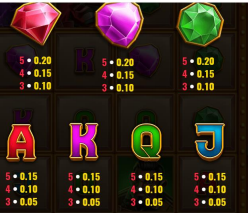 5 • 0.20 5 • 0.20 5 • 0.20
4 • 0.15 4 • 0.15 4 • 0.15
3 • 0.10 3 • 0.10 3 • 0.10
A K Q J
5 • 0.15 5 • 0.15 5 • 0.15 5 • 0.15
4 • 0.10 4 • 0.10 4 • 0.10 4 • 0.10
3 • 0.05 3 • 0.05 3 • 0.05 3 • 0.05